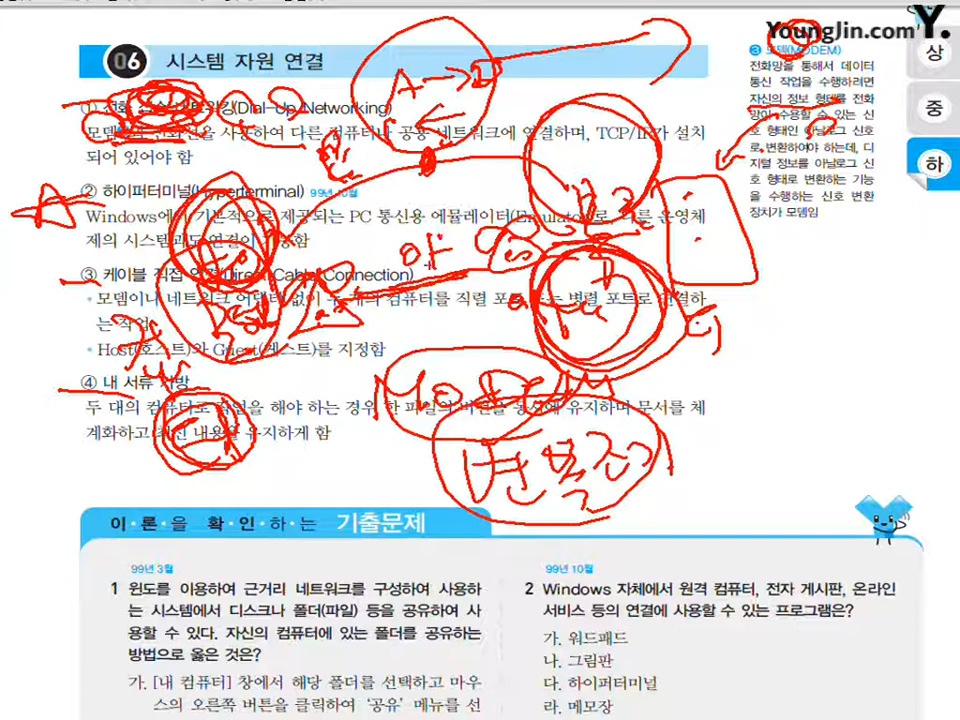 YoungJin.com Y.
06 시스템 자원 연결
① 전화 접속 네트워킹(Dial-Up Networking)
모뎀과 전화선을 사용하여 다른 컴퓨터나 공용 네트워크에 연결하며, TCP/IP가 설치
되어 있어야 함
② 하이퍼터미널(Hyperterminal) 99년 10월
Windows에서 기본적으로 제공되는 PC 통신용 에뮬레이터(Emulator)로, 다른 운영체
제의 시스템과도 연결이 가능함
③ 케이블 직접 연결(Direct Cable Connection)
• 모뎀이나 네트워크 어댑터 없이 두 대의 컴퓨터를 직렬 포트 또는 병렬 포트로 연결하
는 작업
• Host(호스트)와 Guest(게스트)를 지정함
④ 내 서류 가방
두 대의 컴퓨터로 작업을 해야 하는 경우 한 파일의 버전을 동시에 유지하며 문서를 체
계화하고 최신 내용을 유지하게 함
③ 모뎀(MODEM)
전화망을 통해서 데이터
통신 작업을 수행하려면
자신의 정보 형태를 전화
망이 수용할 수 있는 신
호 형태인 아날로그 신호
로 변환하여야 하는데, 디
지털 정보를 아날로그 신
호 형태로 변환하는 기능
을 수행하는 신호 변환
장치가 모뎀임
상
중
하
A → D
변복조기
이·론·을 확·인·하·는 기출문제
99년 3월
1 윈도를 이용하여 근거리 네트워크를 구성하여 사용하
는 시스템에서 디스크나 폴더(파일) 등을 공유하여 사
용할 수 있다. 자신의 컴퓨터에 있는 폴더를 공유하는
방법으로 옳은 것은?
가. [내 컴퓨터] 창에서 해당 폴더를 선택하고 마우
스의 오른쪽 버튼을 클릭하여 '공유' 메뉴를 선
99년 10월
2 Windows 자체에서 원격 컴퓨터, 전자 게시판, 온라인
서비스 등의 연결에 사용할 수 있는 프로그램은?
가. 워드패드
나. 그림판
다. 하이퍼터미널
라. 메모장